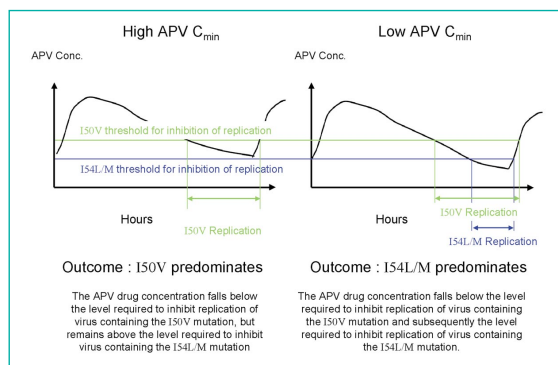 High APV Cmin
APV Conc.
I50V threshold for inhibition of replication
I54L/M threshold for inhibition of replication
Hours
I50V Replication
Outcome : I50V predominates
The APV drug concentration falls below
the level required to inhibit replication of
virus containing the I50V mutation, but
remains above the level required to inhibit
virus containing the I54L/M mutation
Low APV Cmin
APV Conc.
Hours
I50V Replication
I54L/M Replication
Outcome : I54L/M predominates
The APV drug concentration falls below the level
required to inhibit replication of virus containing
the I50V mutation and subsequently the level
required to inhibit replication of virus containing
the I54L/M mutation.